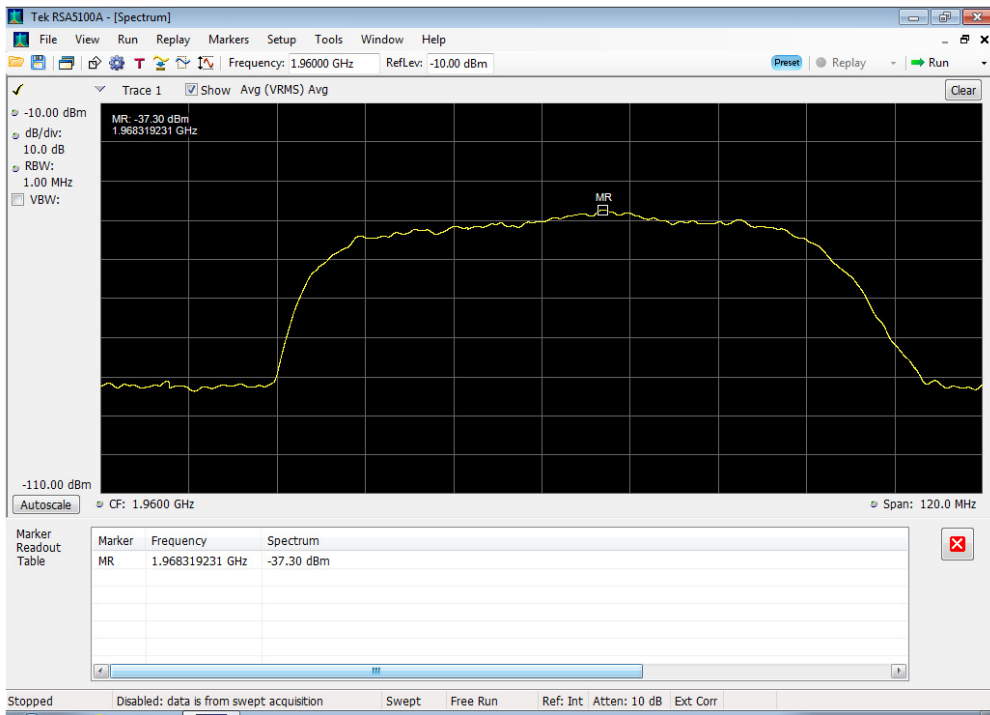 Tek RSA5100A - [Spectrum]
File View Run Replay Markers Setup Tools Window Help
T Frequency: 1.96000 GHz RefLev: -10.00 dBm Preset Replay Run
Trace 1 Show Avg (VRMS) Avg Clear
-10.00 dBm
dB/div:
10.0 dB
RBW:
1.00 MHz
VBW:
MR: -37.30 dBm
1.968319231 GHz
MR
-110.00 dBm
Autoscale CF: 1.9600 GHz Span: 120.0 MHz
Marker
Readout
Table
Marker Frequency Spectrum
MR 1.968319231 GHz -37.30 dBm
Stopped Disabled: data is from swept acquisition Swept Free Run Ref: Int Atten: 10 dB Ext Corr